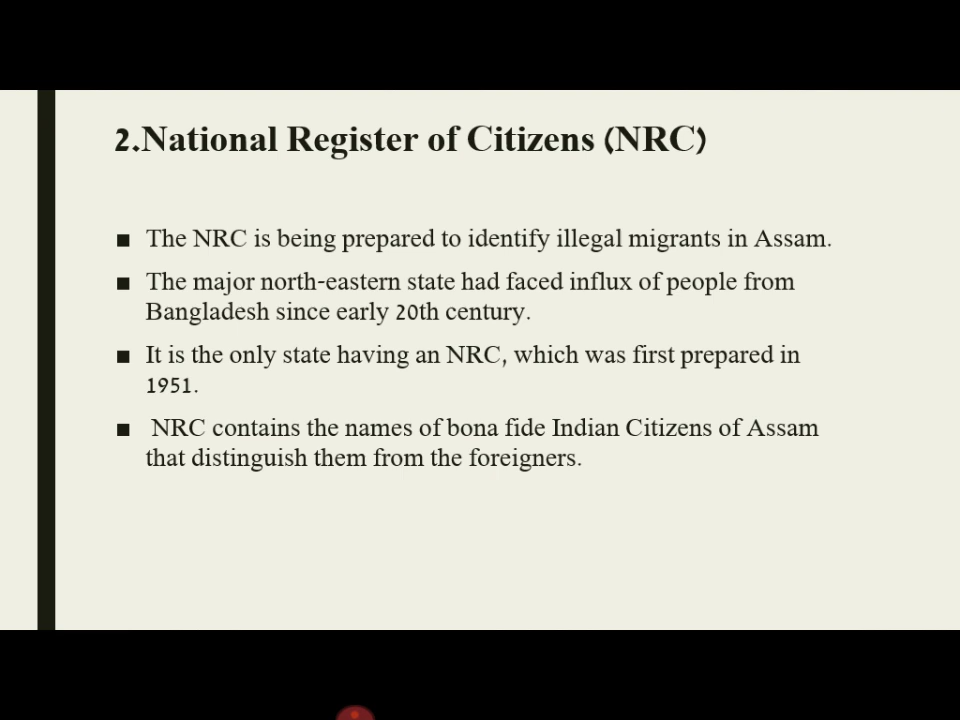 2.National Register of Citizens (NRC)
■ The NRC is being prepared to identify illegal migrants in Assam.
■ The major north-eastern state had faced influx of people from
Bangladesh since early 20th century.
■ It is the only state having an NRC, which was first prepared in
1951.
■ NRC contains the names of bona fide Indian Citizens of Assam
that distinguish them from the foreigners.